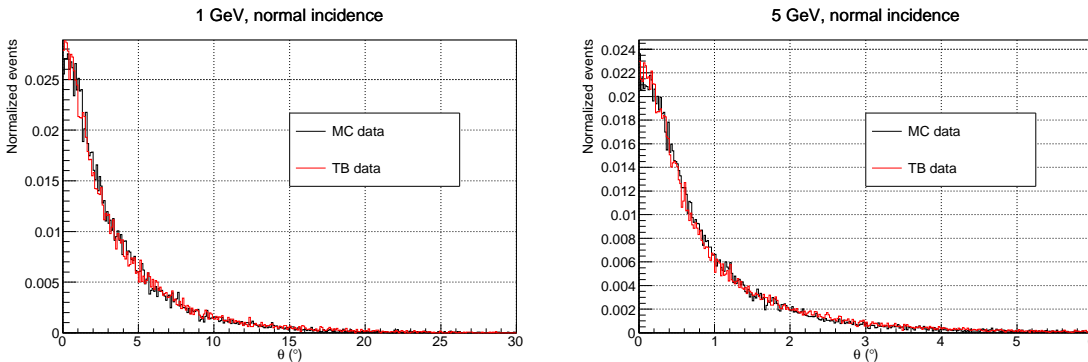 1 GeV, normal incidence
Normalized events
0.025
0.02
0.015
0.01
0.005
0
MC data
TB data
0 5 10 15 20 25 30
θ (°)
5 GeV, normal incidence
Normalized events
0.024
0.022
0.02
0.018
0.016
0.014
0.012
0.01
0.008
0.006
0.004
0.002
0
MC data
TB data
0 1 2 3 4 5
θ (°)